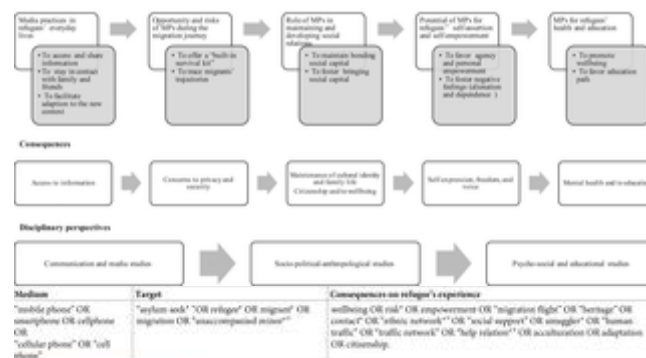 Media practices in
refugees' everyday
lives
Opportunity and risks
of MPs during the
migration journey
Role of MPs in
maintaining and
developing social
relations
Potential of MPs for
refugees' self-assertion
and self-empowerment
MPs for refugees'
health and education
• To access and share
information
• To stay in contact
with family and
friends
• To facilitate
adaption to the new
context
• To offer a "built-in
survival kit"
• To trace migrants'
trajectories
• To maintain bonding
social capital
• To foster bringing
social capital
• To favor agency
and personal
empowerment
• To foster negative
feelings (alienation
and dependence )
• To promote
wellbeing
• To favor education
path
Consequences
Access to information
Concerns to privacy and
security
Maintenance of cultural identity
and family life
Citizenship and/o wellbeing
Self expression, freedom, and
voice
Mental health and/o education
Disciplinary perspectives
Communication and media studies
Socio-political-anthropological studies
Psycho-social and educational studies
Medium
Target
Consequences on refugee's experience
"mobile phone" OR
smartphone OR cellphone
OR
"cellular phone" OR "cell
phone"
"asylum seek* "OR refugee* OR migrant* OR
migration OR "unaccompanied minor*"
wellbeing OR risk* OR empowerment OR "migration flight" OR "heritage" OR
contact* OR "ethnic network*" OR "social support" OR smuggler* OR "human
traffic" OR "traffic network" OR "help relation*" OR acculturation OR adaptation
OR citizenship.